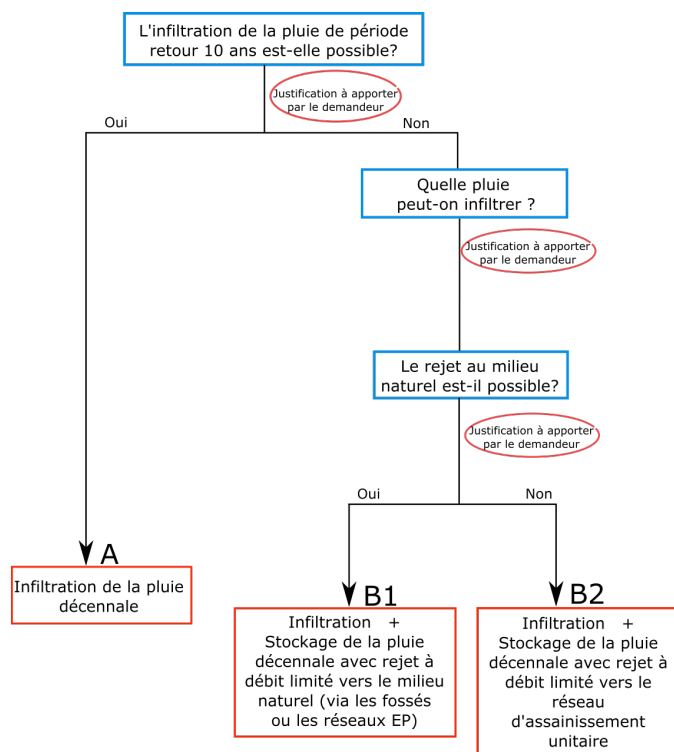 L'infiltration de la pluie de période
retour 10 ans est-elle possible?
Justification à apporter
par le demandeur
Oui
Non
Quelle pluie
peut-on infiltrer ?
Justification à apporter
par le demandeur
Le rejet au milieu
naturel est-il possible?
Justification à apporter
par le demandeur
Oui
Non
A
Infiltration de la pluie
décennale
B1
Infiltration +
Stockage de la pluie
décennale avec rejet à
débit limité vers le milieu
naturel (via les fossés
ou les réseaux EP)
B2
Infiltration +
Stockage de la pluie
décennale avec rejet à
débit limité vers le
réseau
d'assainissement
unitaire